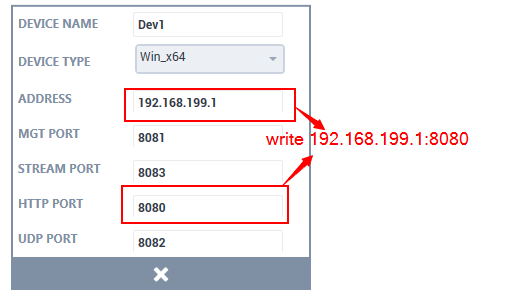 DEVICE NAME Dev1
DEVICE TYPE Win_x64
ADDRESS 192.168.199.1
MGT PORT 8081
write 192.168.199.1:8080
STREAM PORT 8083
HTTP PORT 8080
UDP PORT 8082